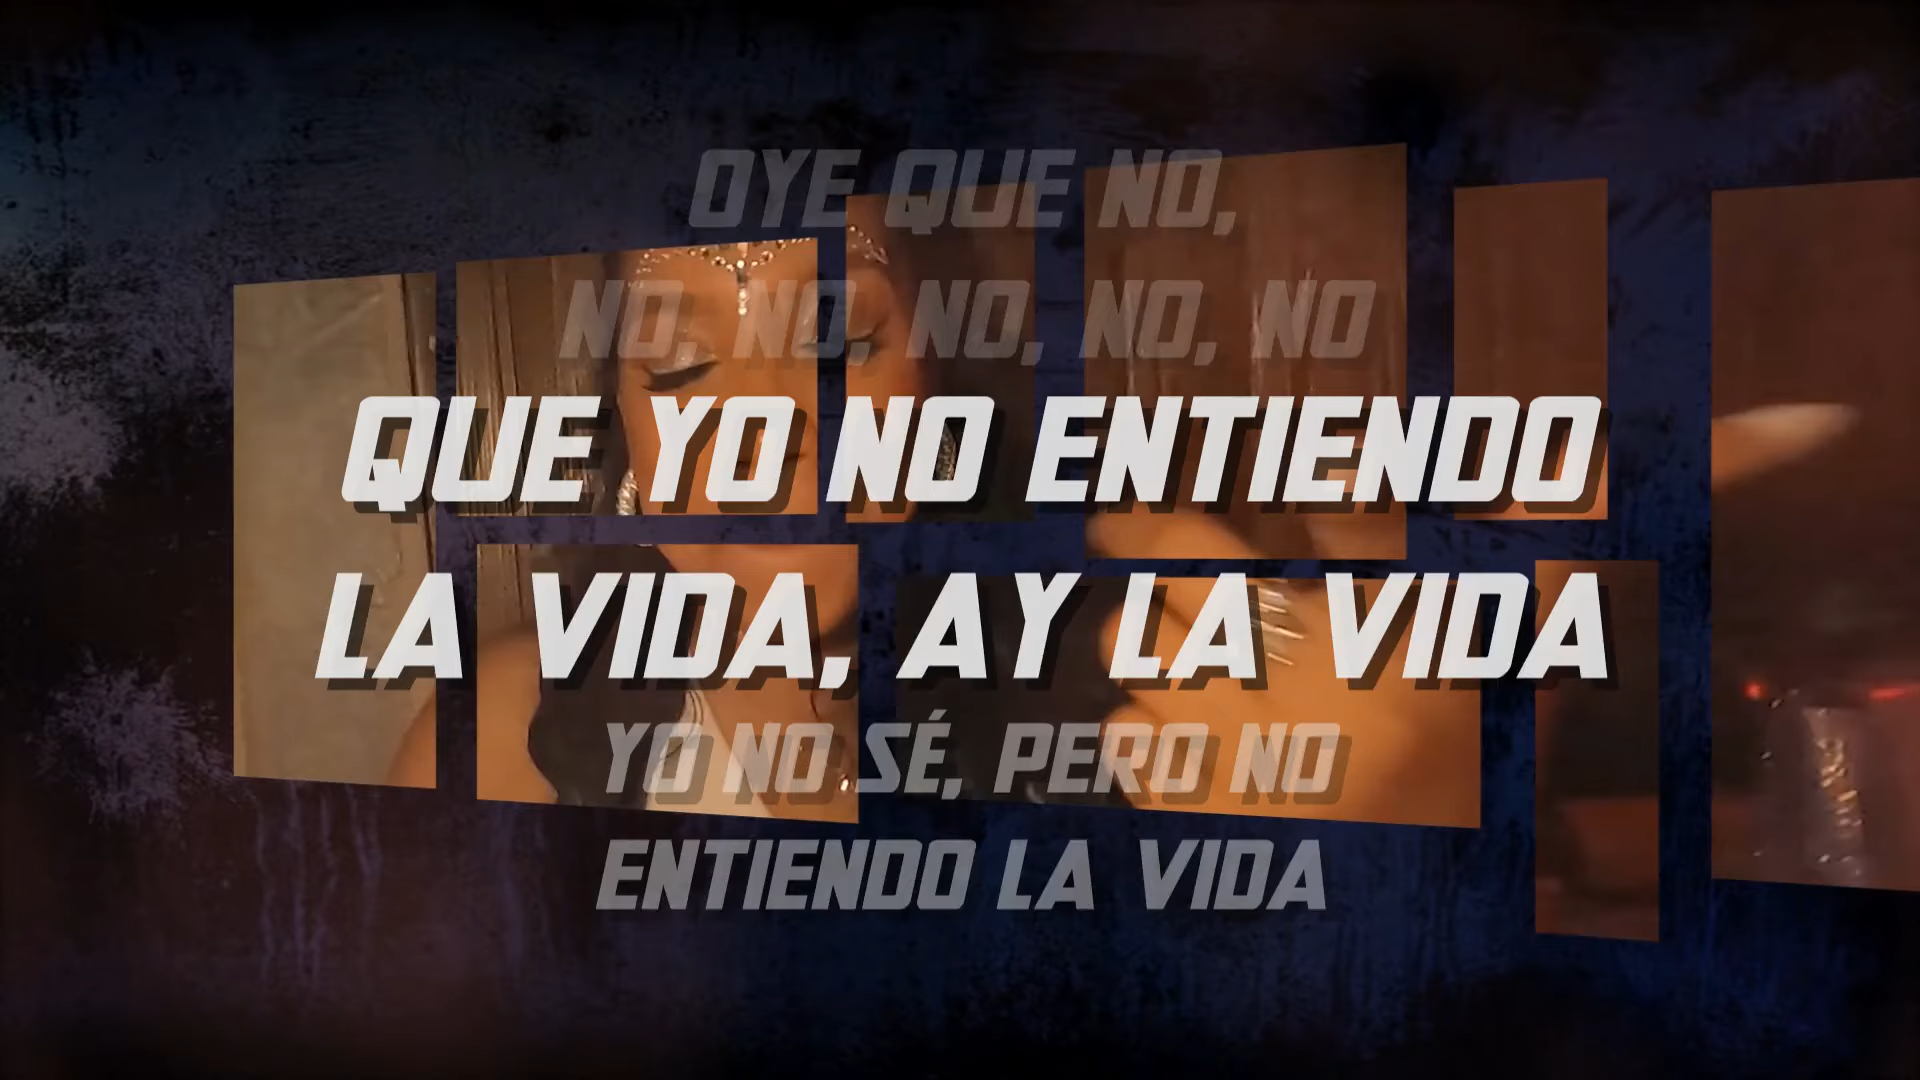 OYE QUE NO,
NO, NO, NO, NO, NO
QUE YO NO ENTIENDO
LA VIDA, AY LA VIDA
YO NO SÉ, PERO NO
ENTIENDO LA VIDA